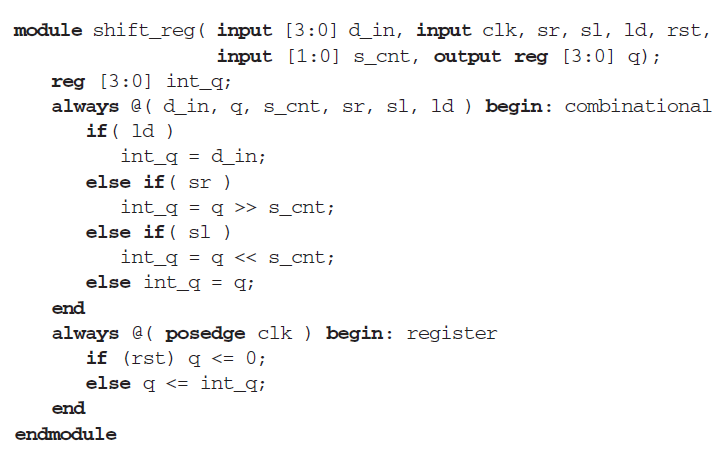 module shift_reg( input [3:0] d_in, input clk, sr, sl, ld, rst,
input [1:0] s_cnt, output reg [3:0] q);
reg [3:0] int_q;
always @( d_in, q, s_cnt, sr, sl, ld ) begin: combinational
if( ld )
int_q = d_in;
else if( sr )
int_q = q >> s_cnt;
else if( sl )
int_q = q << s_cnt;
else int_q = q;
end
always @( posedge clk ) begin: register
if (rst) q <= 0;
else q <= int_q;
end
endmodule